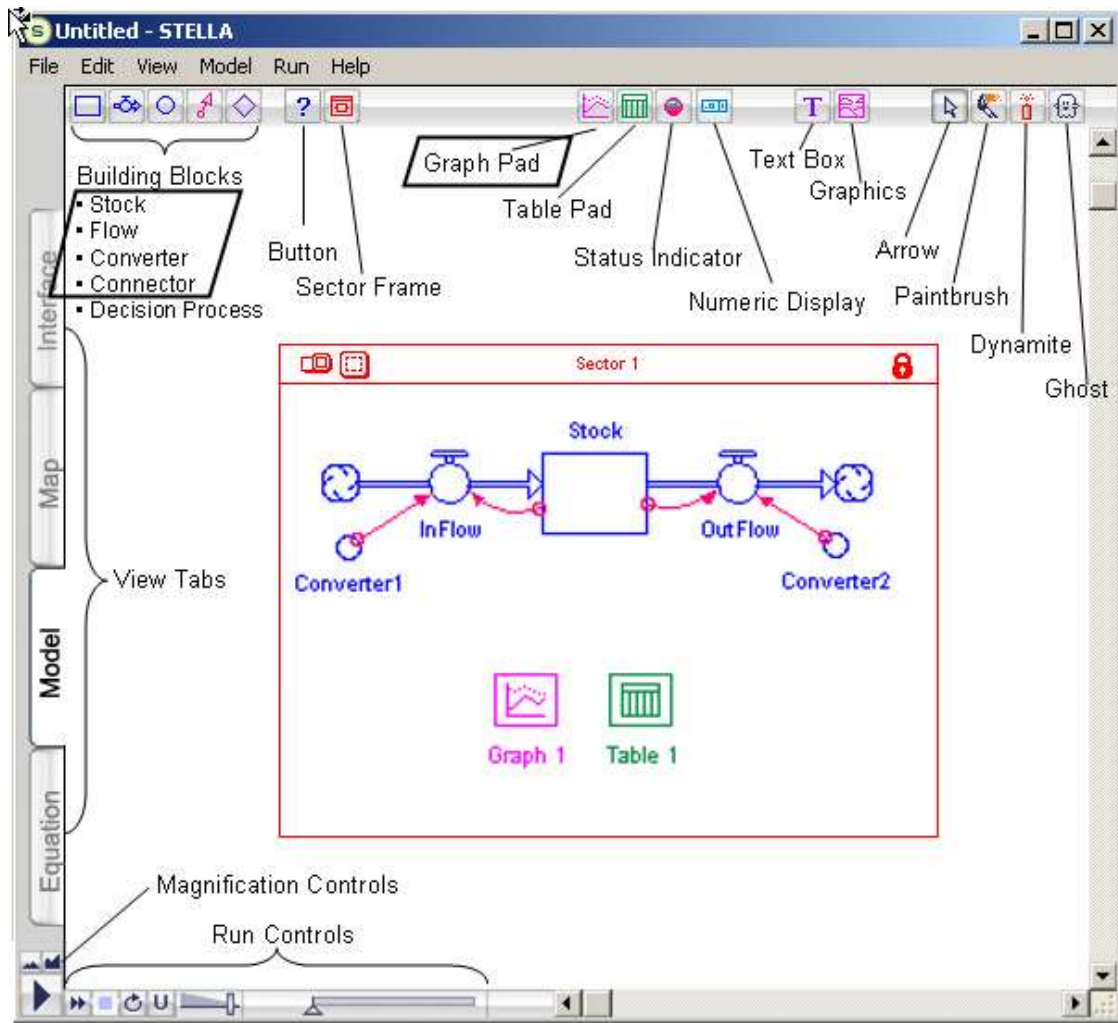 Untitled - STELLA
File Edit View Model Run Help
?
T
U
Building Blocks
▪ Stock
▪ Flow
▪ Converter
▪ Connector
▪ Decision Process
Button
Sector Frame
Graph Pad
Table Pad
Status Indicator
Numeric Display
Text Box
Graphics
Arrow
Paintbrush
Dynamite
Ghost
Interface
Map
Model
Equation
View Tabs
Sector 1
Stock
InFlow
OutFlow
Converter1
Converter2
Graph 1
Table 1
Magnification Controls
Run Controls